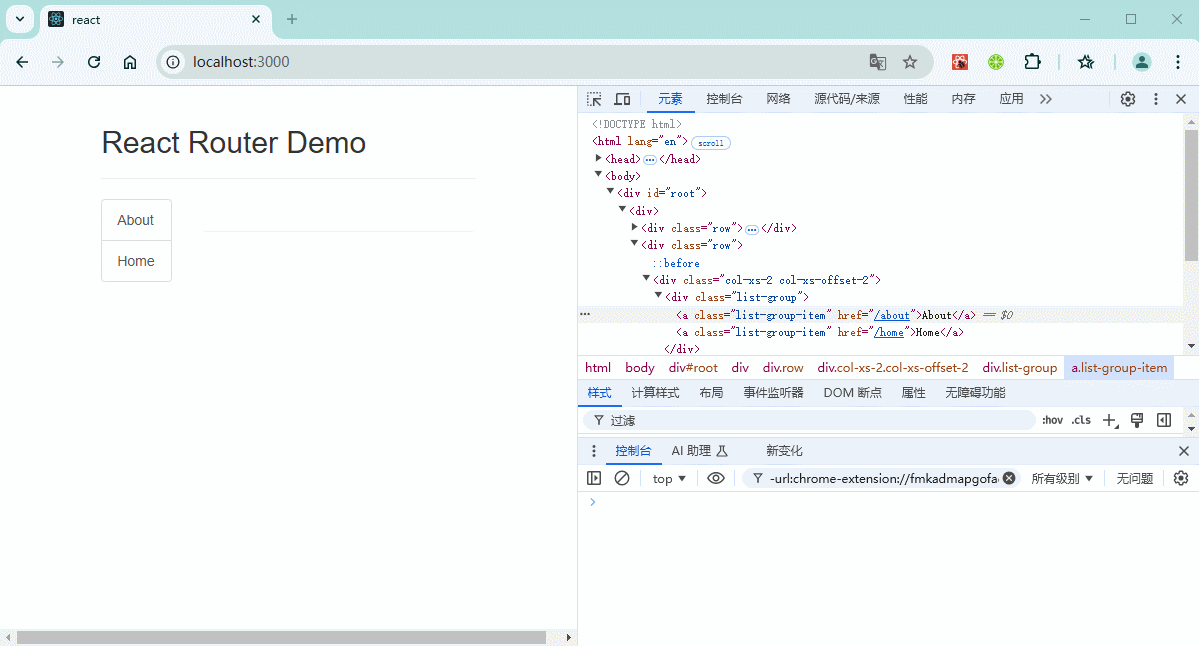 react
localhost:3000
React Router Demo
About
Home
元素 控制台 网络 源代码/来源 性能 内存 应用
<!DOCTYPE html>
<html lang="en"> scroll
<head> ••• </head>
<body>
<div id="root">
<div>
<div class="row"> ••• </div>
<div class="row">
::before
<div class="col-xs-2 col-xs-offset-2">
<div class="list-group">
<a class="list-group-item" href="/about">About</a> == $0
<a class="list-group-item" href="/home">Home</a>
</div>
html body div#root div div.row div.col-xs-2.col-xs-offset-2 div.list-group a.list-group-item
样式 计算样式 布局 事件监听器 DOM 断点 属性 无障碍功能
过滤 :hov .cls
控制台 AI 助理 新变化
top -url:chrome-extension://fmkadmapgofa 所有级别 无问题